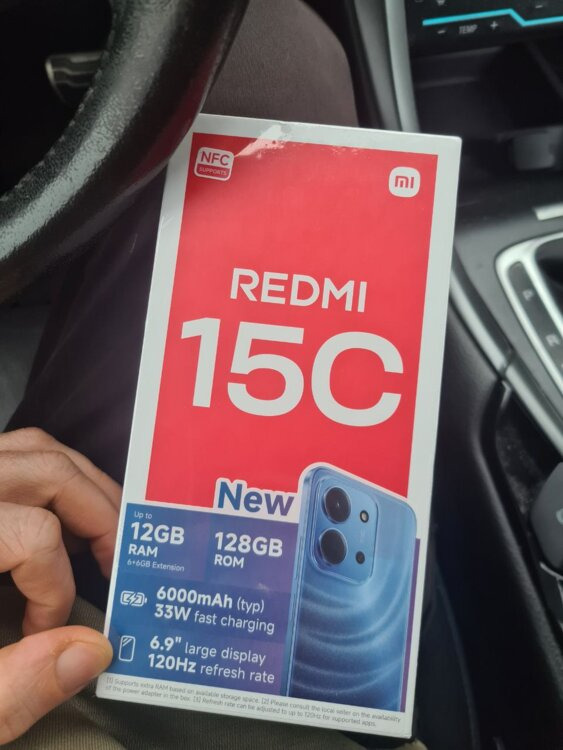 TEMP
NFC
SUPPORTS
mi
REDMI
15C
New
Up to
12GB
RAM
6+6GB Extension
128GB
ROM
6000mAh (typ)
33W fast charging
6.9" large display
120Hz refresh rate
[1] Supports extra RAM based on available storage space. [2] Please consult the local seller on the availability
of the power adapter in the box. [3] Refresh rate can be adjusted to up to 120Hz for supported apps.